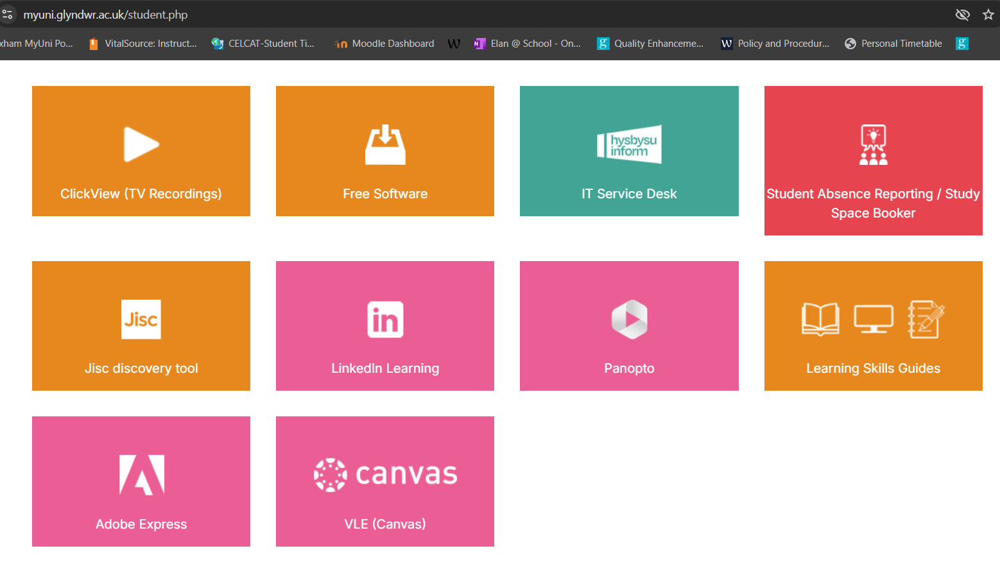 myuni.glyndwr.ac.uk/student.php
xham MyUni Po... VitalSource: Instruct... CELCAT-Student Ti... Moodle Dashboard W Elan @ School - On... Quality Enhanceme... W Policy and Procedur... Personal Timetable g
hysbysu
inform
ClickView (TV Recordings)
Free Software
IT Service Desk
Student Absence Reporting / Study
Space Booker
Jisc
in
Jisc discovery tool
LinkedIn Learning
Panopto
Learning Skills Guides
canvas
Adobe Express
VLE (Canvas)